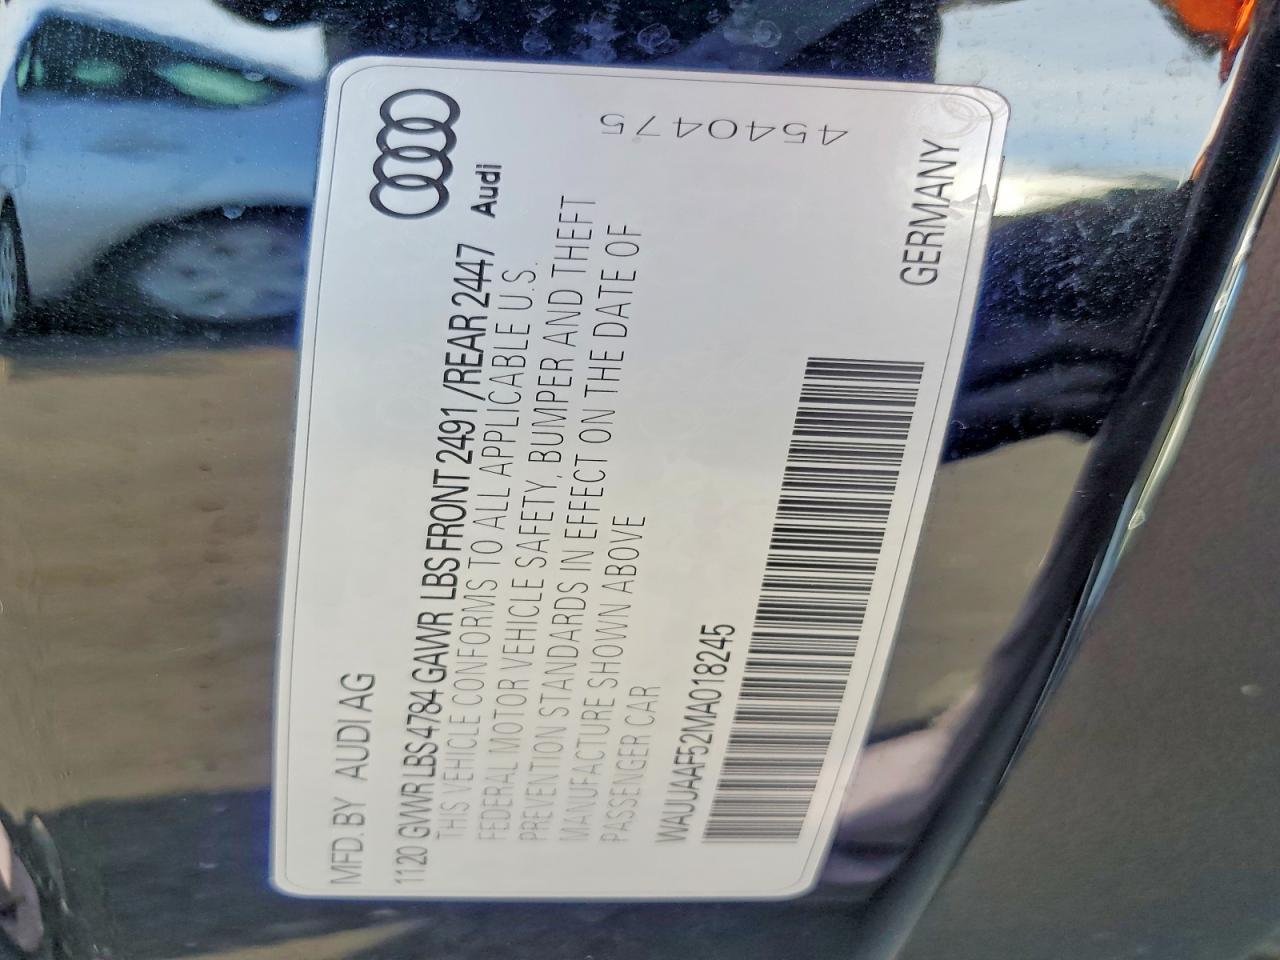 MFD. BY AUDI AG
1120 GVWR LBS 4784 GAWR LBS FRONT 2491 /REAR 2447
THIS VEHICLE CONFORMS TO ALL APPLICABLE U.S.
FEDERAL MOTOR VEHICLE SAFETY, BUMPER AND THEFT
PREVENTION STANDARDS IN EFFECT ON THE DATE OF
MANUFACTURE SHOWN ABOVE
PASSENGER CAR
WAUUAAF52MA018245
Audi
4540475
GERMANY